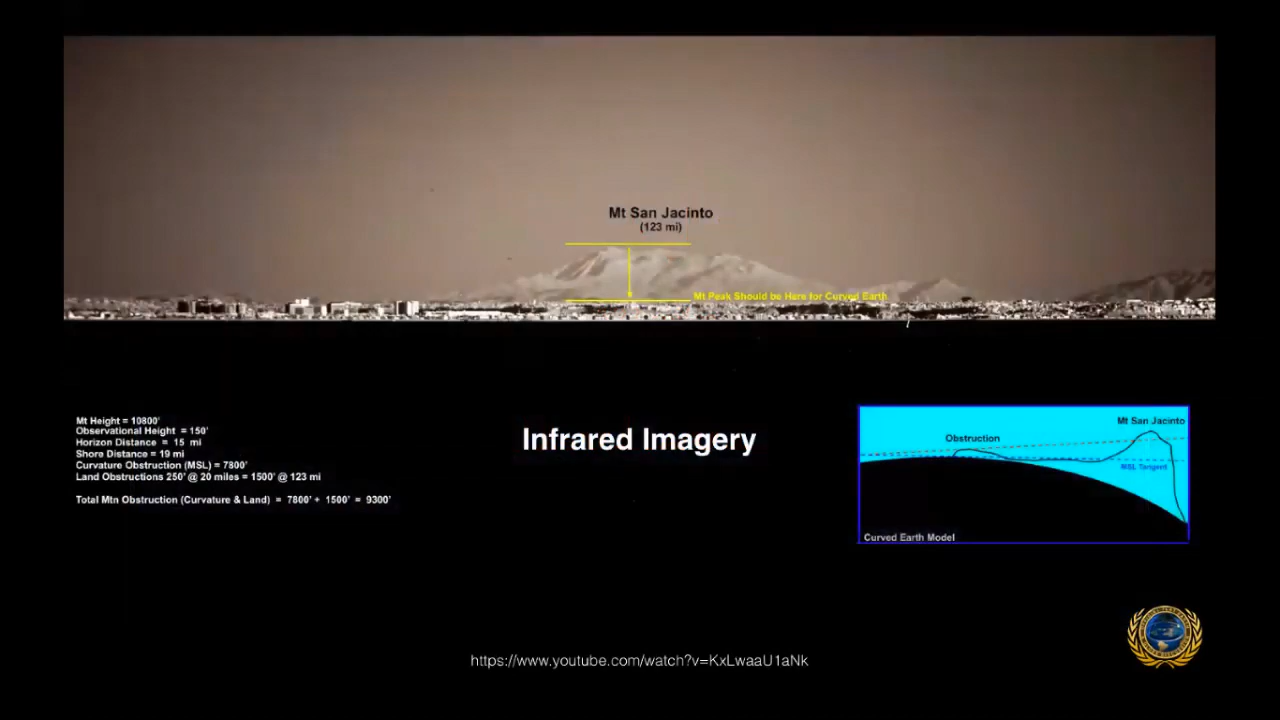 Mt San Jacinto
(123 mi)
Mt Peak Should be Here for Curved Earth
Mt Height = 10800'
Observational Height = 150'
Horizon Distance = 15 mi
Shore Distance = 19 mi
Curvature Obstruction (MSL) = 7800'
Land Obstructions 250' @ 20 miles = 1500' @ 123 mi
Total Mtn Obstruction (Curvature & Land) = 7800' + 1500' = 9300'
Infrared Imagery
Mt San Jacinto
Obstruction
MSL Tangent
Curved Earth Model
https://www.youtube.com/watch?v=KxLwaaU1aNk